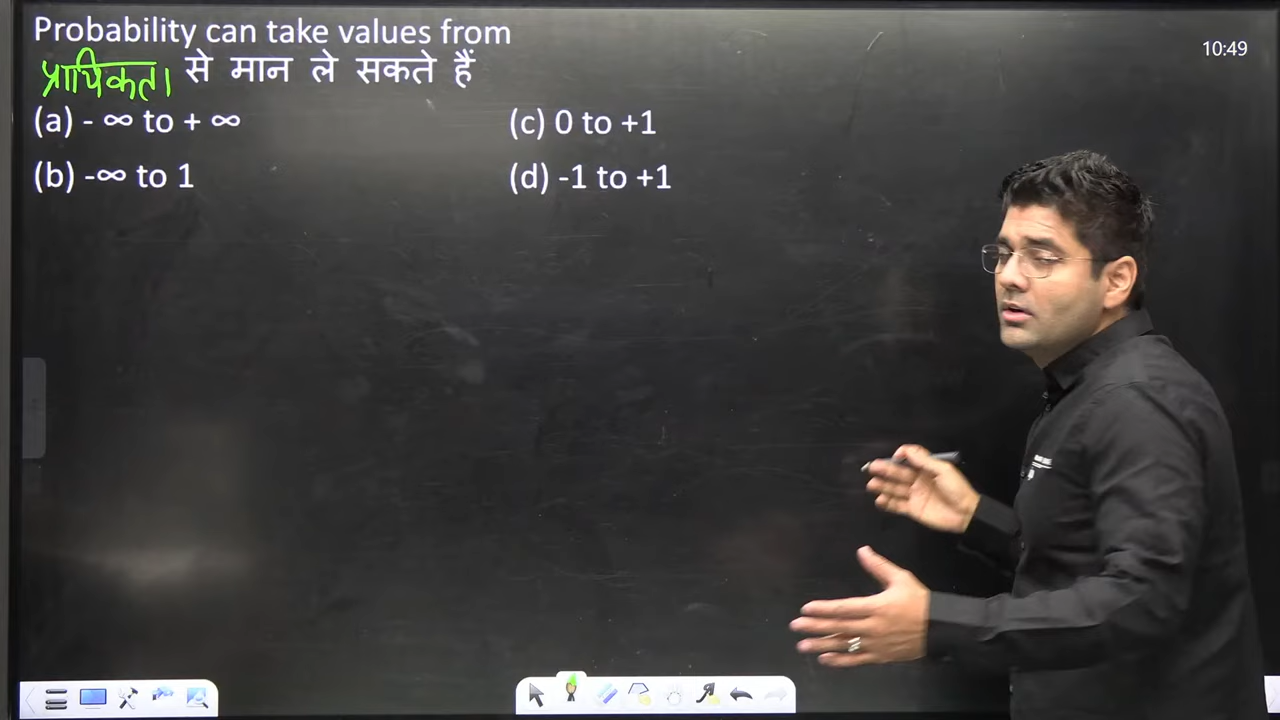 Probability can take values from
10:49
प्रायिकता से मान ले सकते हैं
(a) - ∞ to + ∞
(c) 0 to +1
(b) -∞ to 1
(d) -1 to +1